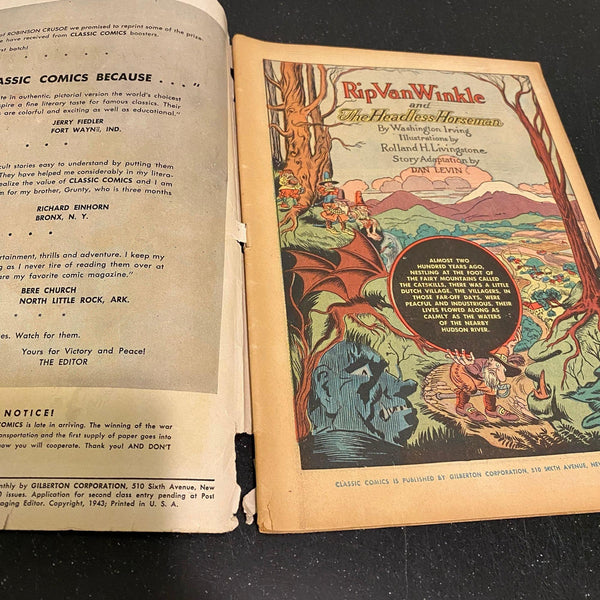 of ROBINSON CRUSOE we promised to reprint some of the prize
have received from CLASSIC COMICS boosters.
first batch!
ASSIC COMICS BECAUSE . . . "
te in authentic, pictorial version the world's choicest
pire a fine literary taste for famous classics. Their
s are colorful and exciting as well as educational."
JERRY FIEDLER
FORT WAYNE, IND.
cult stories easy to understand by putting them
They have helped me considerably in my litera-
ealize the value of CLASSIC COMICS and I am
m for my brother, Grunty, who is three months
RICHARD EINHORN
BRONX, N. Y.
ertainment, thrills and adventure. I keep my
g as I never tire of reading them over at
re my favorite comic magazine."
BERE CHURCH
NORTH LITTLE ROCK, ARK.
es. Watch for them.
Yours for Victory and Peace!
THE EDITOR
NOTICE!
COMICS is late in arriving. The winning of the war
ansportation and the first supply of paper goes into
ow you will cooperate. Thank you! AND DON'T
onthly by GILBERTON CORPORATION, 510 Sixth Avenue, New
0 issues. Application for second class entry pending at Post
aging Editor. Copyright, 1943; Printed in U. S. A.
Rip Van Winkle
and
The Headless Horseman
By Washington Irving
Illustrations by
Rolland H. Livingstone
Story Adaptation by
DAN LEVIN
ALMOST TWO
HUNDRED YEARS AGO,
NESTLING AT THE FOOT OF
THE FAIRY MOUNTAINS CALLED
THE CATSKILLS, THERE WAS A LITTLE
DUTCH VILLAGE. THE VILLAGERS, IN
THOSE FAR-OFF DAYS, WERE
PEACFUL AND INDUSTRIOUS. THEIR
LIVES FLOWED ALONG AS
CALMLY AS THE WATERS
OF THE NEARBY
HUDSON RIVER.
CLASSIC COMICS IS PUBLISHED BY GILBERTON CORPORATION, 510 SIXTH AVENUE, NEW